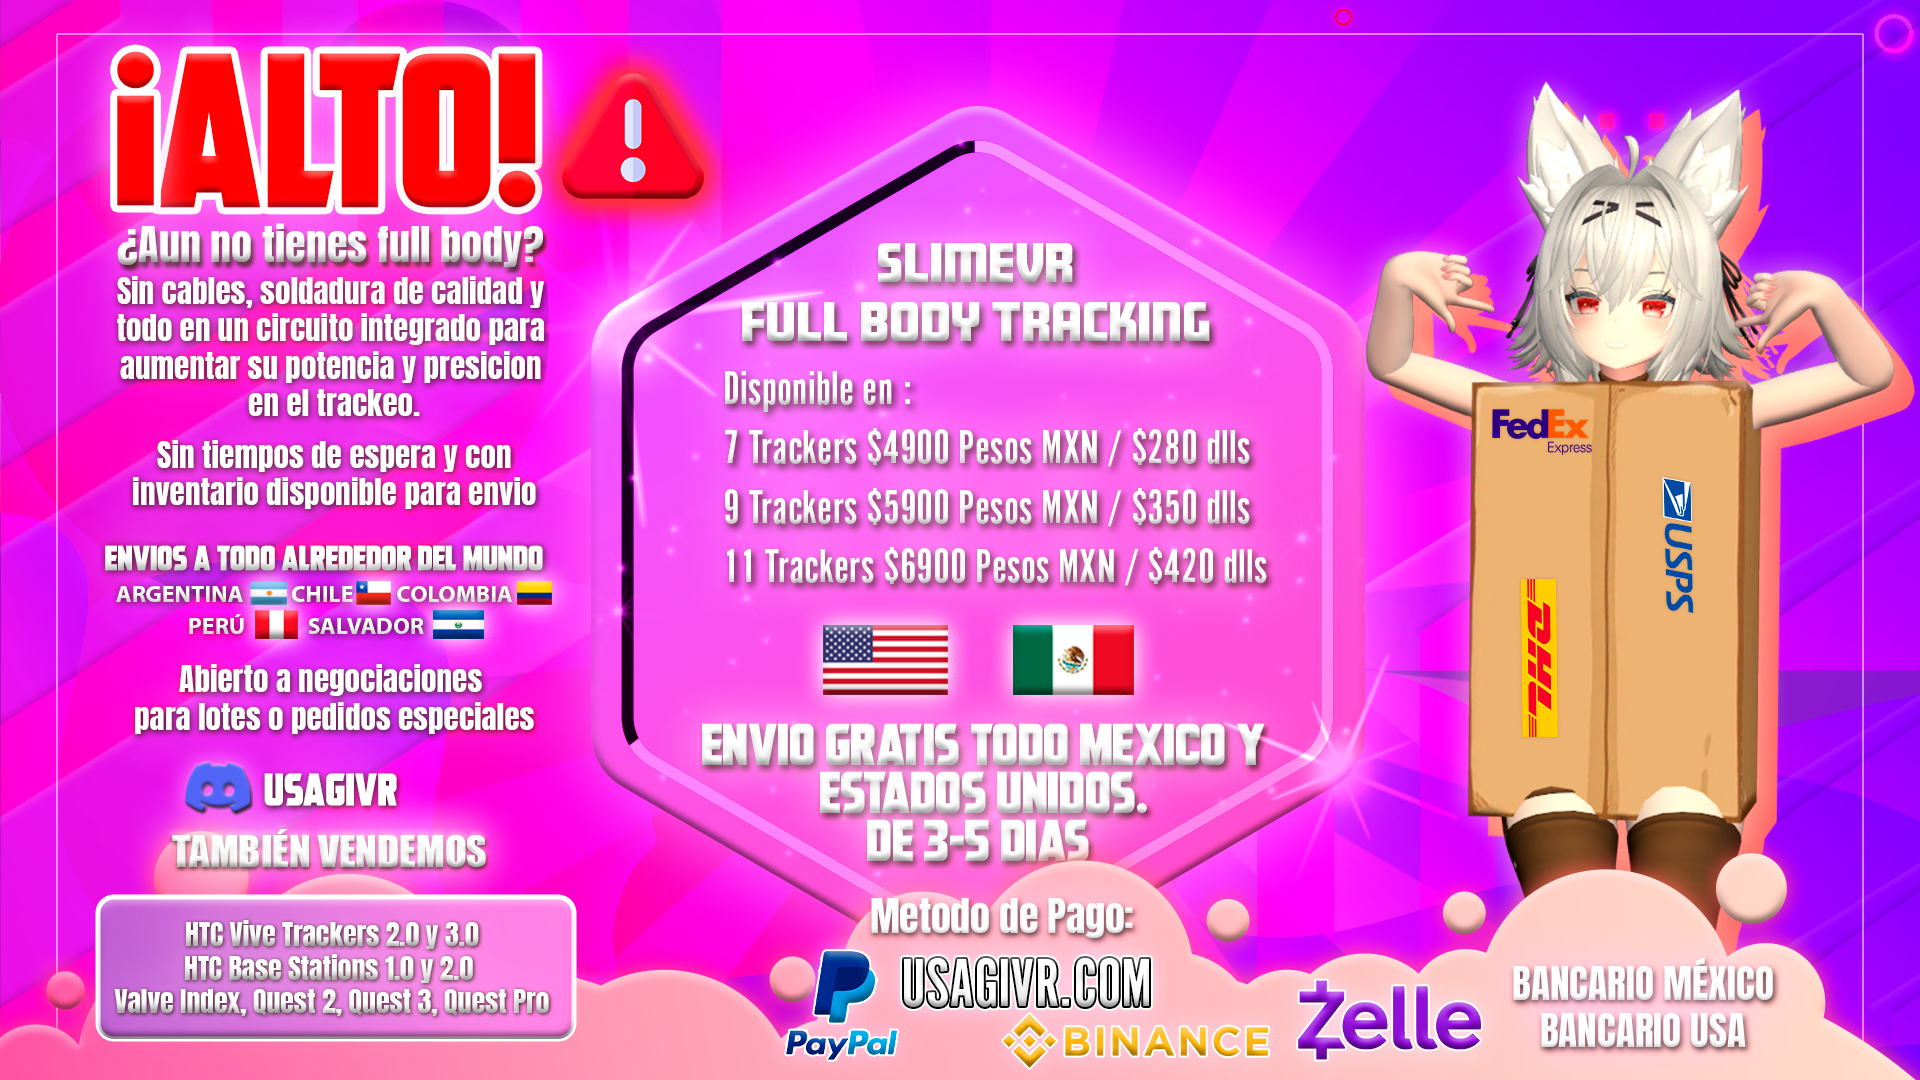 ¡ALTO!
¿Aun no tienes full body?
Sin cables, soldadura de calidad y
todo en un circuito integrado para
aumentar su potencia y presicion
en el trackeo.
Sin tiempos de espera y con
inventario disponible para envio
ENVIOS A TODO ALREDEDOR DEL MUNDO
ARGENTINA CHILE COLOMBIA
PERÚ SALVADOR
Abierto a negociaciones
para lotes o pedidos especiales
USAGIVR
TAMBIÉN VENDEMOS
HTC Vive Trackers 2.0 y 3.0
HTC Base Stations 1.0 y 2.0
Valve Index, Quest 2, Quest 3, Quest Pro
SLIMEVR
FULL BODY TRACKING
Disponible en :
7 Trackers $4900 Pesos MXN / $280 dlls
9 Trackers $5900 Pesos MXN / $350 dlls
11 Trackers $6900 Pesos MXN / $420 dlls
ENVIO GRATIS TODO MEXICO Y
ESTADOS UNIDOS.
DE 3-5 DIAS
Metodo de Pago:
USAGIVR.COM
PayPal
BINANCE
Zelle
BANCARIO MÉXICO
BANCARIO USA
FedEx
Express
USPS
DHL